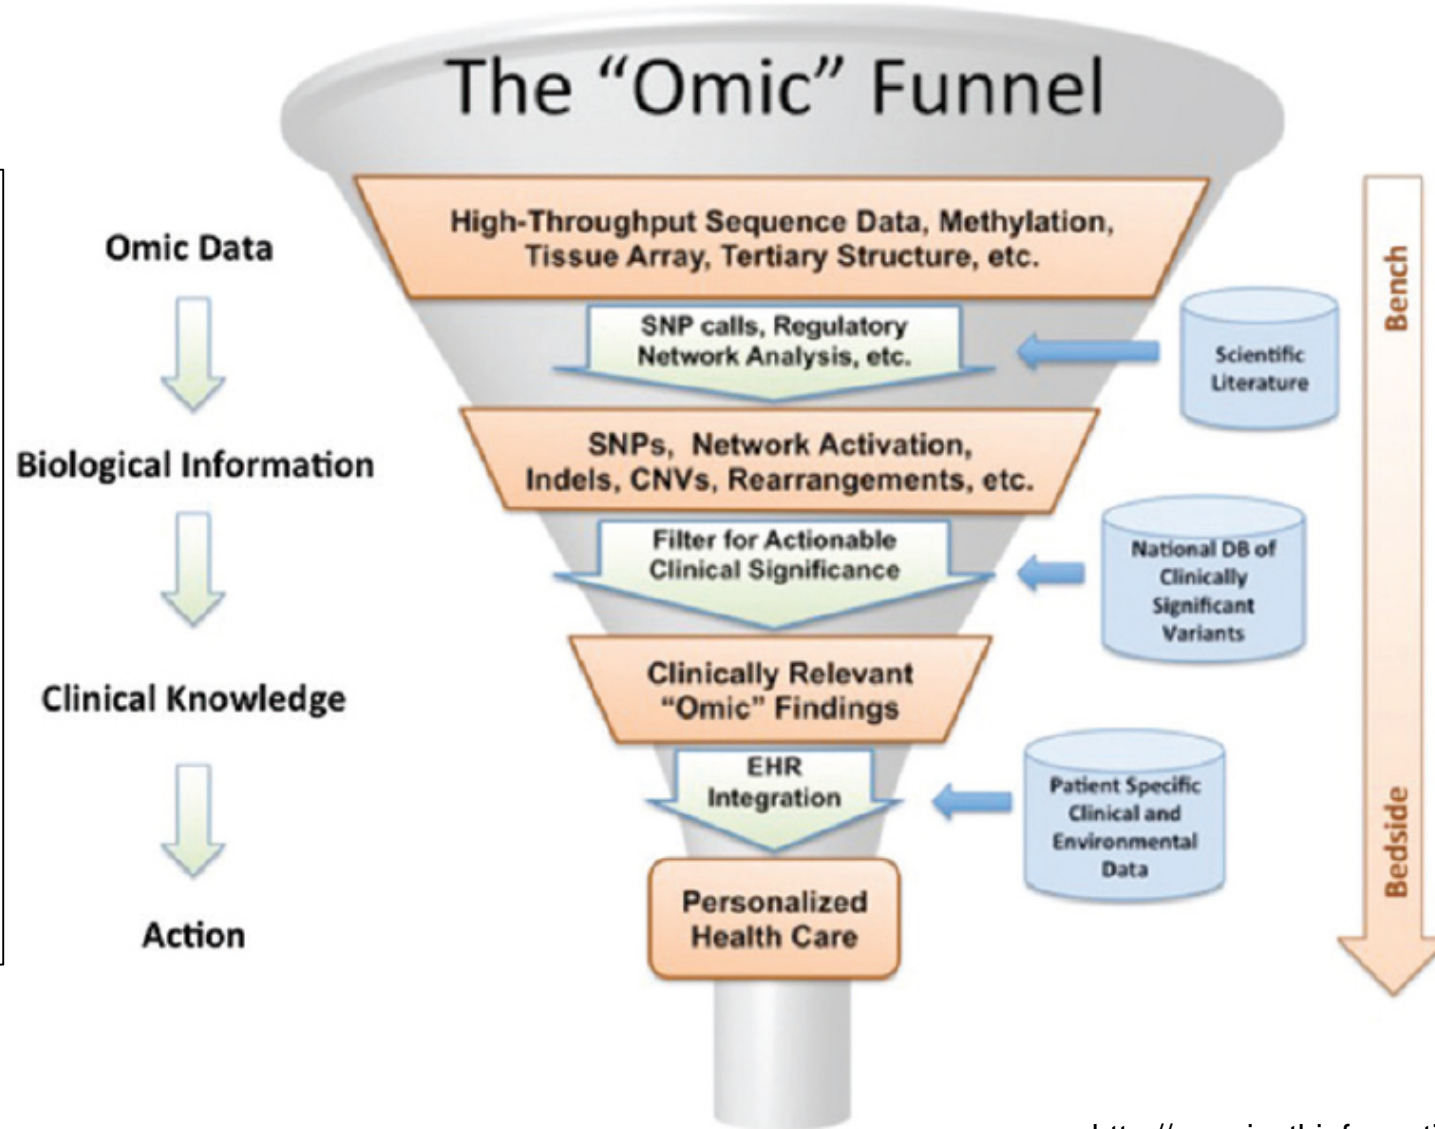 The “Omic” Funnel
Omic Data
High-Throughput Sequence Data, Methylation,
Tissue Array, Tertiary Structure, etc.
Bench
SNP calls, Regulatory
Network Analysis, etc.
Scientific
Literature
Biological Information
SNPs, Network Activation,
Indels, CNVs, Rearrangements, etc.
Filter for Actionable
Clinical Significance
National DB of
Clinically
Significant
Variants
Clinical Knowledge
Clinically Relevant
“Omic” Findings
EHR
Integration
Patient Specific
Clinical and
Environmental
Data
Bedside
Action
Personalized
Health Care